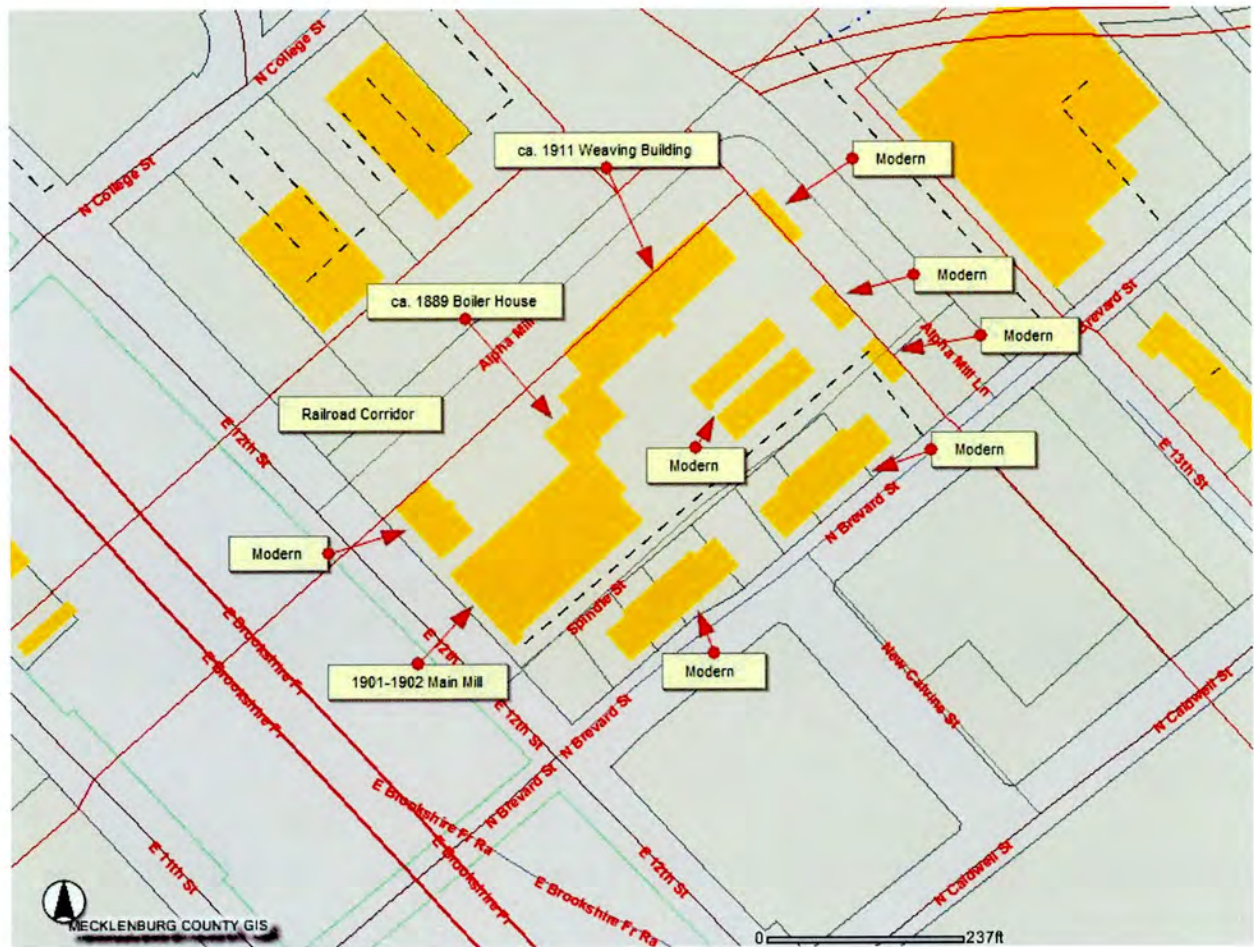 N College St
N College St
ca. 1911 Weaving Building
Modern
Modern
ca. 1889 Boiler House
Modern
Brevard St
Alpha Mill
Alpha Mill Ln
Railroad Corridor
E 12th St
Modern
Modern
E 13th St
N Brevard St
Modern
Spindle St
E 12th
1901-1902 Main Mill
Modern
E Brookshire Fr
E Brookshire Fr
New Calvine St
N Caldwell St
E 12th St
N Brevard St
N Brevard St
E Brookshire Fr Ra
E Brookshire Fr
E 11th St
E 12th St
E Brookshire Fr Ra
N Caldwell St
MECKLENBURG COUNTY GIS
0 237ft